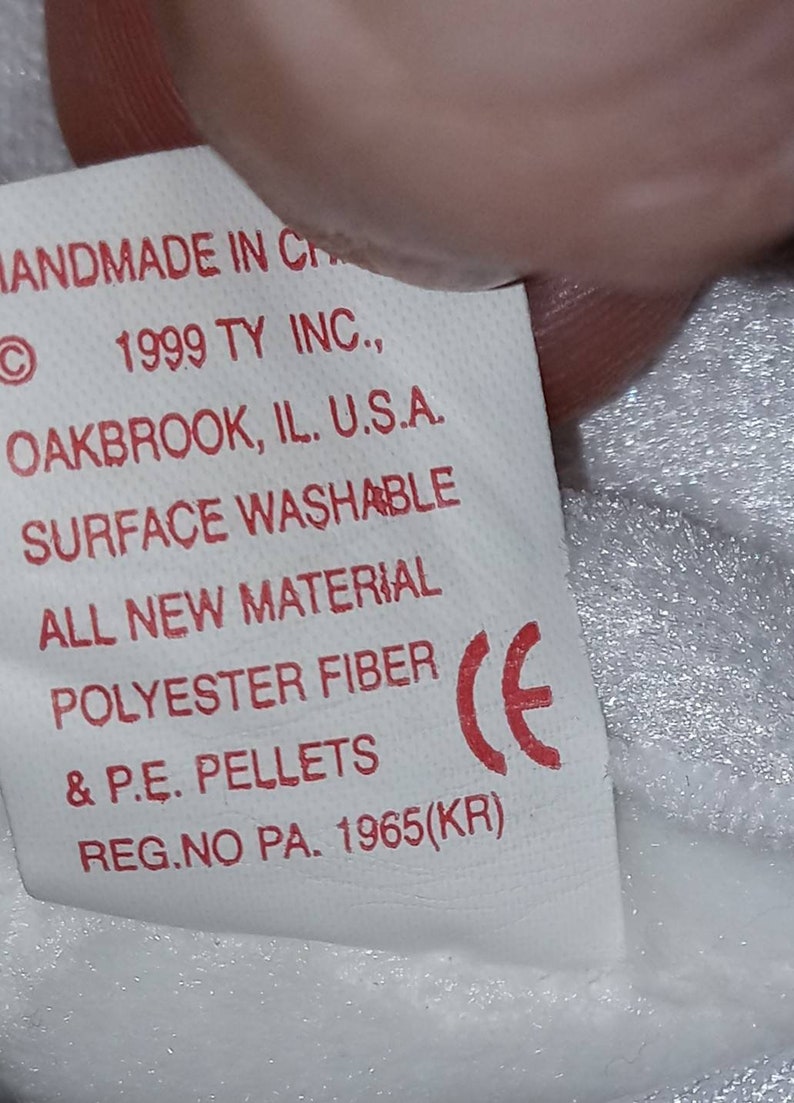 HANDMADE IN
© 1999 TY INC.,
OAKBROOK, IL. U.S.A.
SURFACE WASHABLE
ALL NEW MATERIAL
POLYESTER FIBER
& P.E. PELLETS
CE
REG.NO PA. 1965(KR)